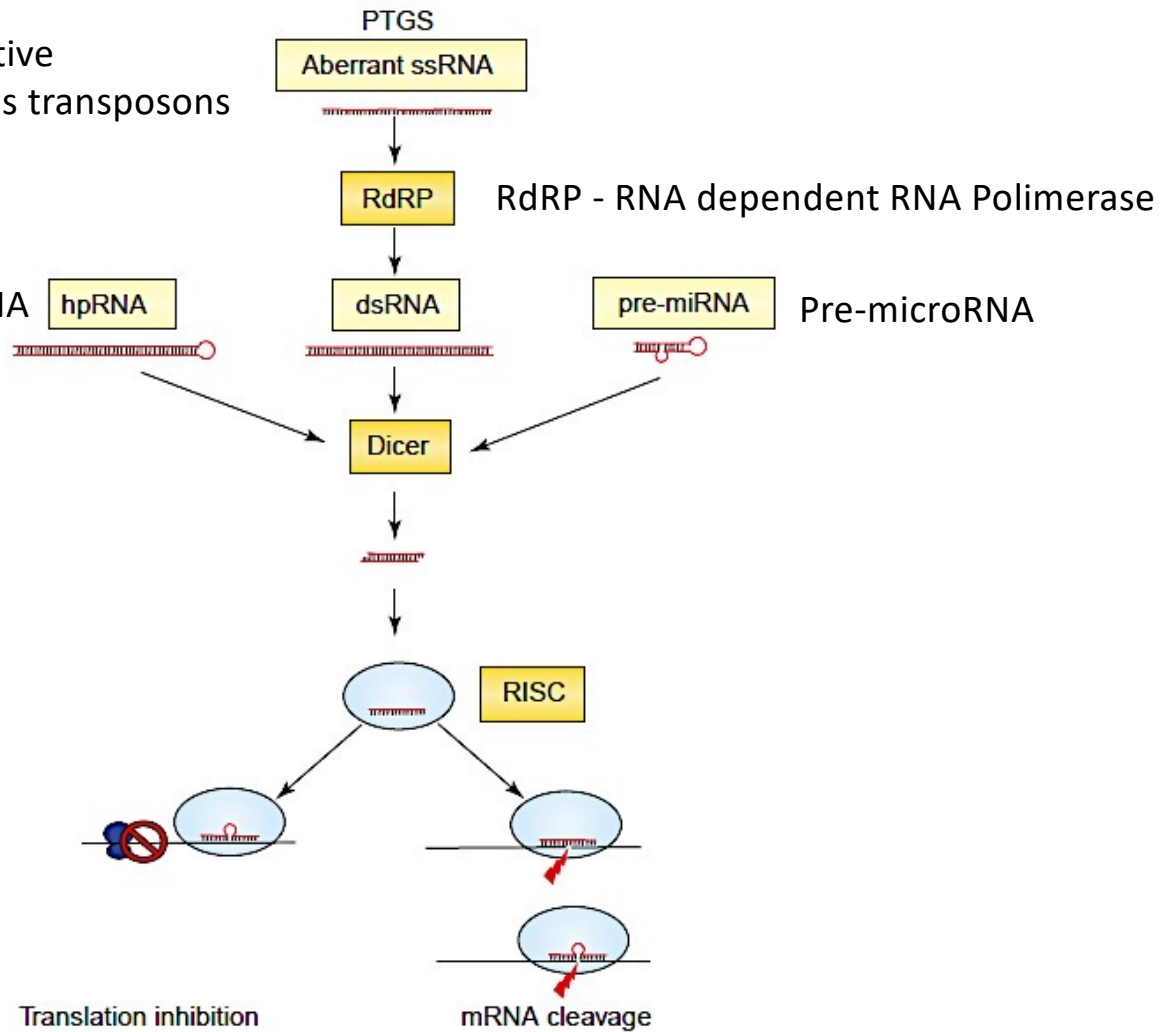 PTGS
tive
Aberrant ssRNA
s transposons
RdRP
RdRP - RNA dependent RNA Polimerase
hpRNA
dsRNA
pre-miRNA
Pre-microRNA
Dicer
RISC
Translation inhibition
mRNA cleavage